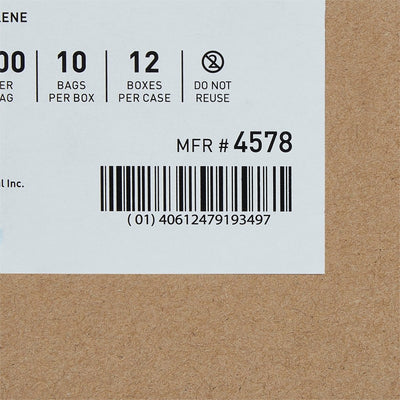 ENE
00 10 12
ER BAGS BOXES DO NOT
AG PER BOX PER CASE REUSE
MFR # 4578
l Inc.
(01) 40612479193497